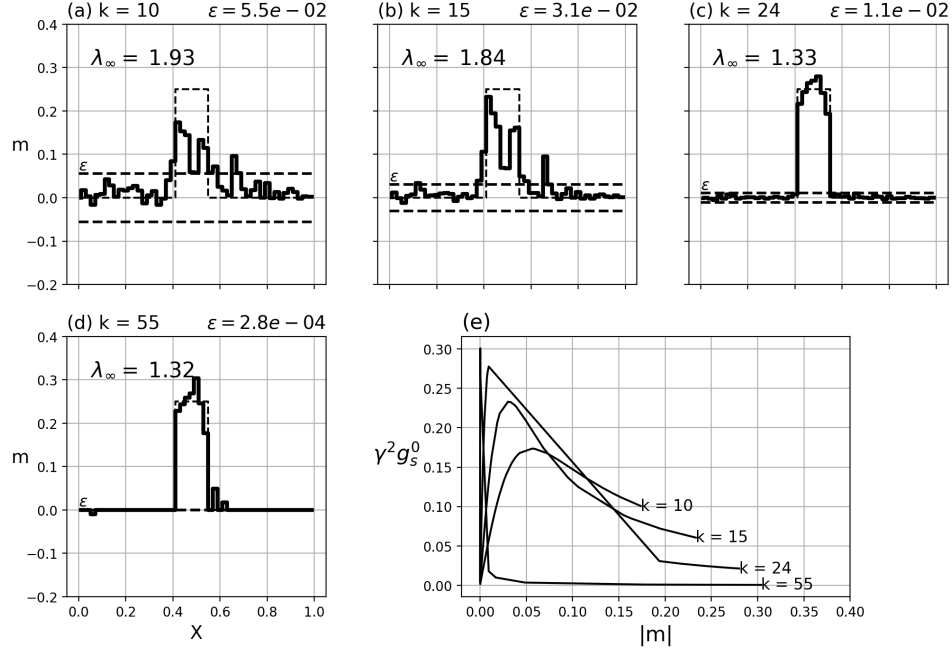 (a) k = 10 ε = 5.5e − 02
(b) k = 15 ε = 3.1e − 02
(c) k = 24 ε = 1.1e − 02
0.4
0.3
0.2
0.1
0.0
−0.1
−0.2
m
λ∞ = 1.93
ε
λ∞ = 1.84
ε
λ∞ = 1.33
ε
(d) k = 55 ε = 2.8e − 04
0.4
0.3
0.2
0.1
0.0
−0.1
−0.2
m
λ∞ = 1.32
ε
0.0 0.2 0.4 0.6 0.8 1.0
X
(e)
0.30
0.25
0.20
0.15
0.10
0.05
0.00
γ²gₛ⁰
k = 10
k = 15
k = 24
k = 55
0.00 0.05 0.10 0.15 0.20 0.25 0.30 0.35 0.40
|m|